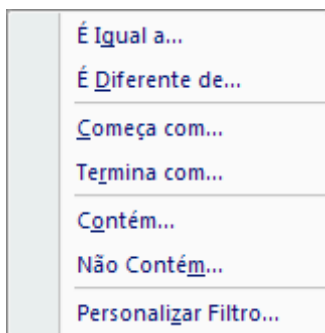 É Igual a...
É Diferente de...
Começa com...
Termina com...
Contém...
Não Contém...
Personalizar Filtro...